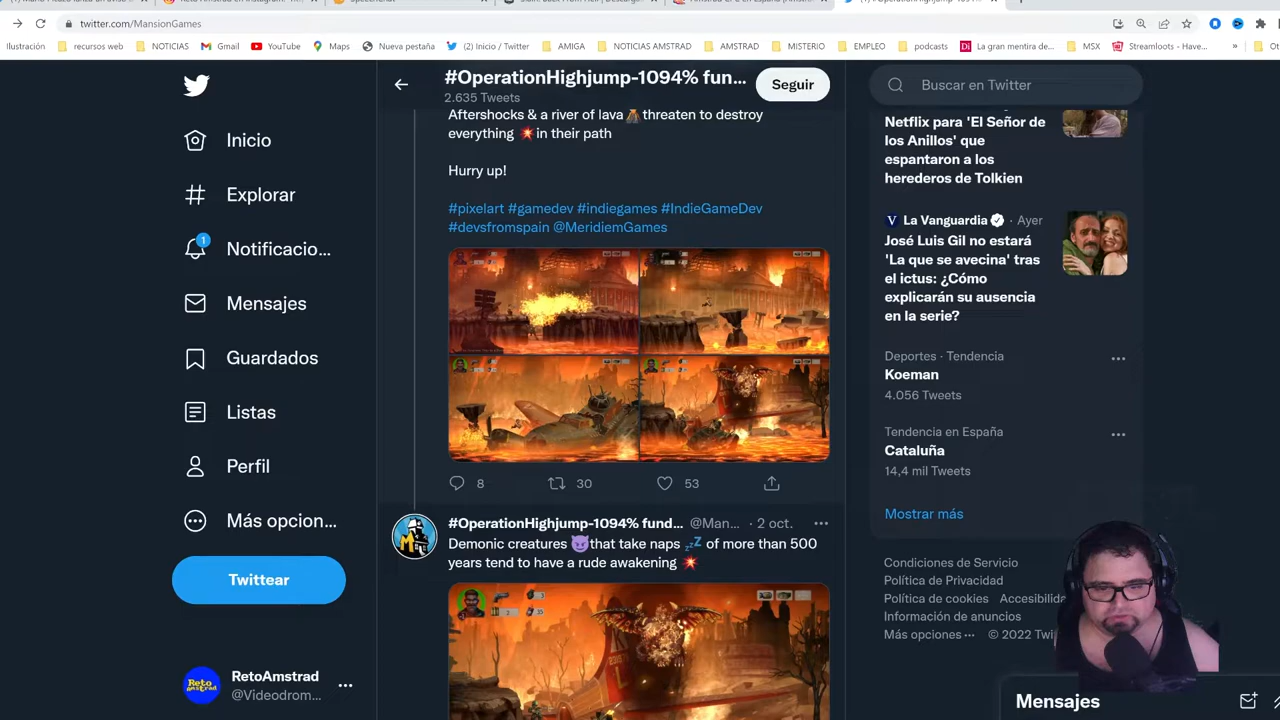 twitter.com/MansionGames
Ilustración
recursos web
NOTICIAS
Gmail
YouTube
Maps
Nueva pestaña
(2) Inicio / Twitter
AMIGA
NOTICIAS AMSTRAD
AMSTRAD
MISTERIO
EMPLEO
podcasts
La gran mentira de...
MSX
Streamloots - Have...
»
Inicio
Explorar
1
Notificacio...
Mensajes
Guardados
Listas
Perfil
Más opcion...
Twittear
RetoAmstrad
@Videodrom...
#OperationHighjump-1094% fun...
2.635 Tweets
Seguir
Aftershocks & a river of lava🌋threaten to destroy
everything 💥in their path
Hurry up!
#pixelart #gamedev #indiegames #IndieGameDev
#devsfromspain @MeridiemGames
8
30
53
#OperationHighjump-1094% fund... @Man... · 2 oct.
Demonic creatures 😈that take naps 💤 of more than 500
years tend to have a rude awakening 💥
Buscar en Twitter
Netflix para 'El Señor de
los Anillos' que
espantaron a los
herederos de Tolkien
La Vanguardia · Ayer
José Luis Gil no estará
'La que se avecina' tras
el ictus: ¿Cómo
explicarán su ausencia
en la serie?
Deportes · Tendencia
Koeman
4.056 Tweets
Tendencia en España
Cataluña
14,4 mil Tweets
Mostrar más
Condiciones de Servicio
Política de Privacidad
Política de cookies
Información de anuncios
Más opciones ··· © 2022
Mensajes